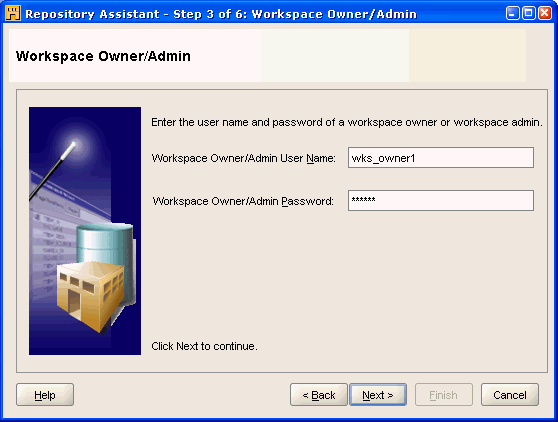 Repository Assistant - Step 3 of 6: Workspace Owner/Admin
Workspace Owner/Admin
Enter the user name and password of a workspace owner or workspace admin.
Workspace Owner/Admin User Name: wks_owner1
Workspace Owner/Admin Password: ******
Click Next to continue.
Help < Back Next > Finish Cancel